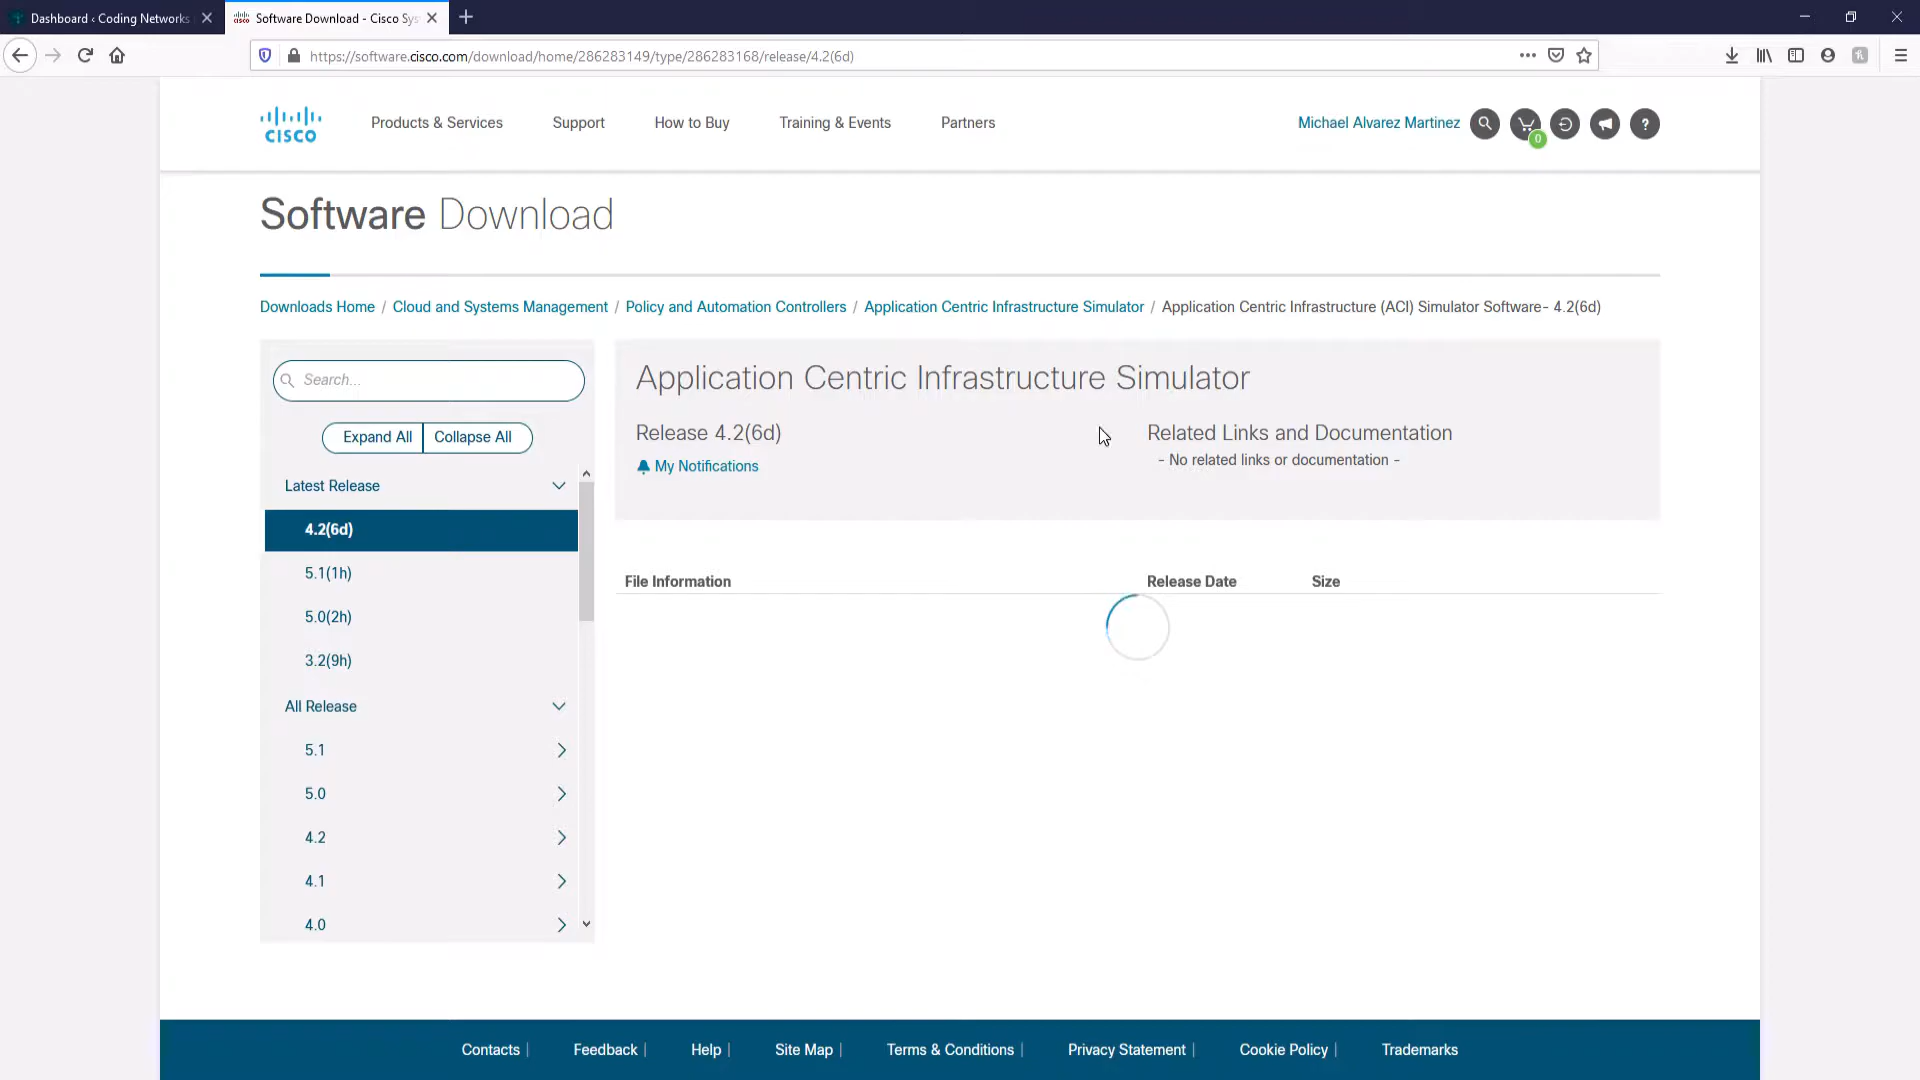 Dashboard ‹ Coding Networks
Software Download - Cisco Sys
https://software.cisco.com/download/home/286283149/type/286283168/release/4.2(6d)
CISCO
Products & Services
Support
How to Buy
Training & Events
Partners
Michael Alvarez Martinez
?
0
Software Download
Downloads Home / Cloud and Systems Management / Policy and Automation Controllers / Application Centric Infrastructure Simulator / Application Centric Infrastructure (ACI) Simulator Software- 4.2(6d)
Search...
Expand All
Collapse All
Latest Release
4.2(6d)
5.1(1h)
5.0(2h)
3.2(9h)
All Release
5.1
5.0
4.2
4.1
4.0
Application Centric Infrastructure Simulator
Release 4.2(6d)
My Notifications
Related Links and Documentation
- No related links or documentation -
File Information
Release Date
Size
Contacts |
Feedback |
Help |
Site Map |
Terms & Conditions |
Privacy Statement |
Cookie Policy |
Trademarks